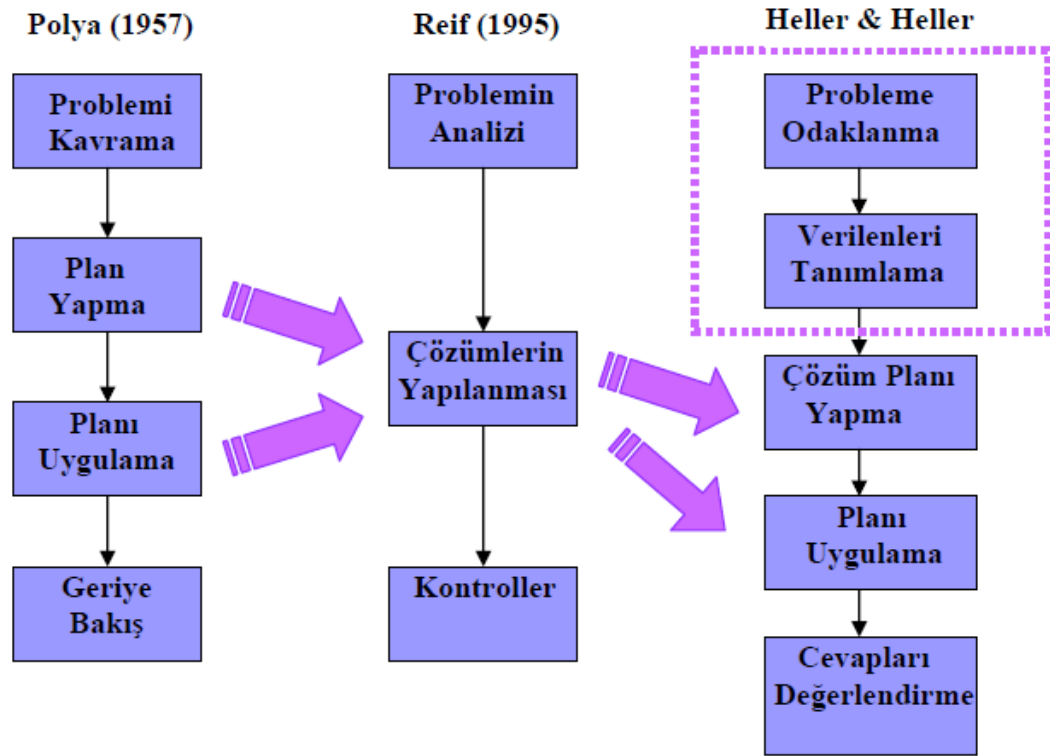 Polya (1957)
Problemi
Kavrama
Plan
Yapma
Planı
Uygulama
Geriye
Bakış
Reif (1995)
Problemin
Analizi
Çözümlerin
Yapılanması
Kontroller
Heller & Heller
Probleme
Odaklanma
Verilenleri
Tanımlama
Çözüm Planı
Yapma
Planı
Uygulama
Cevapları
Değerlendirme